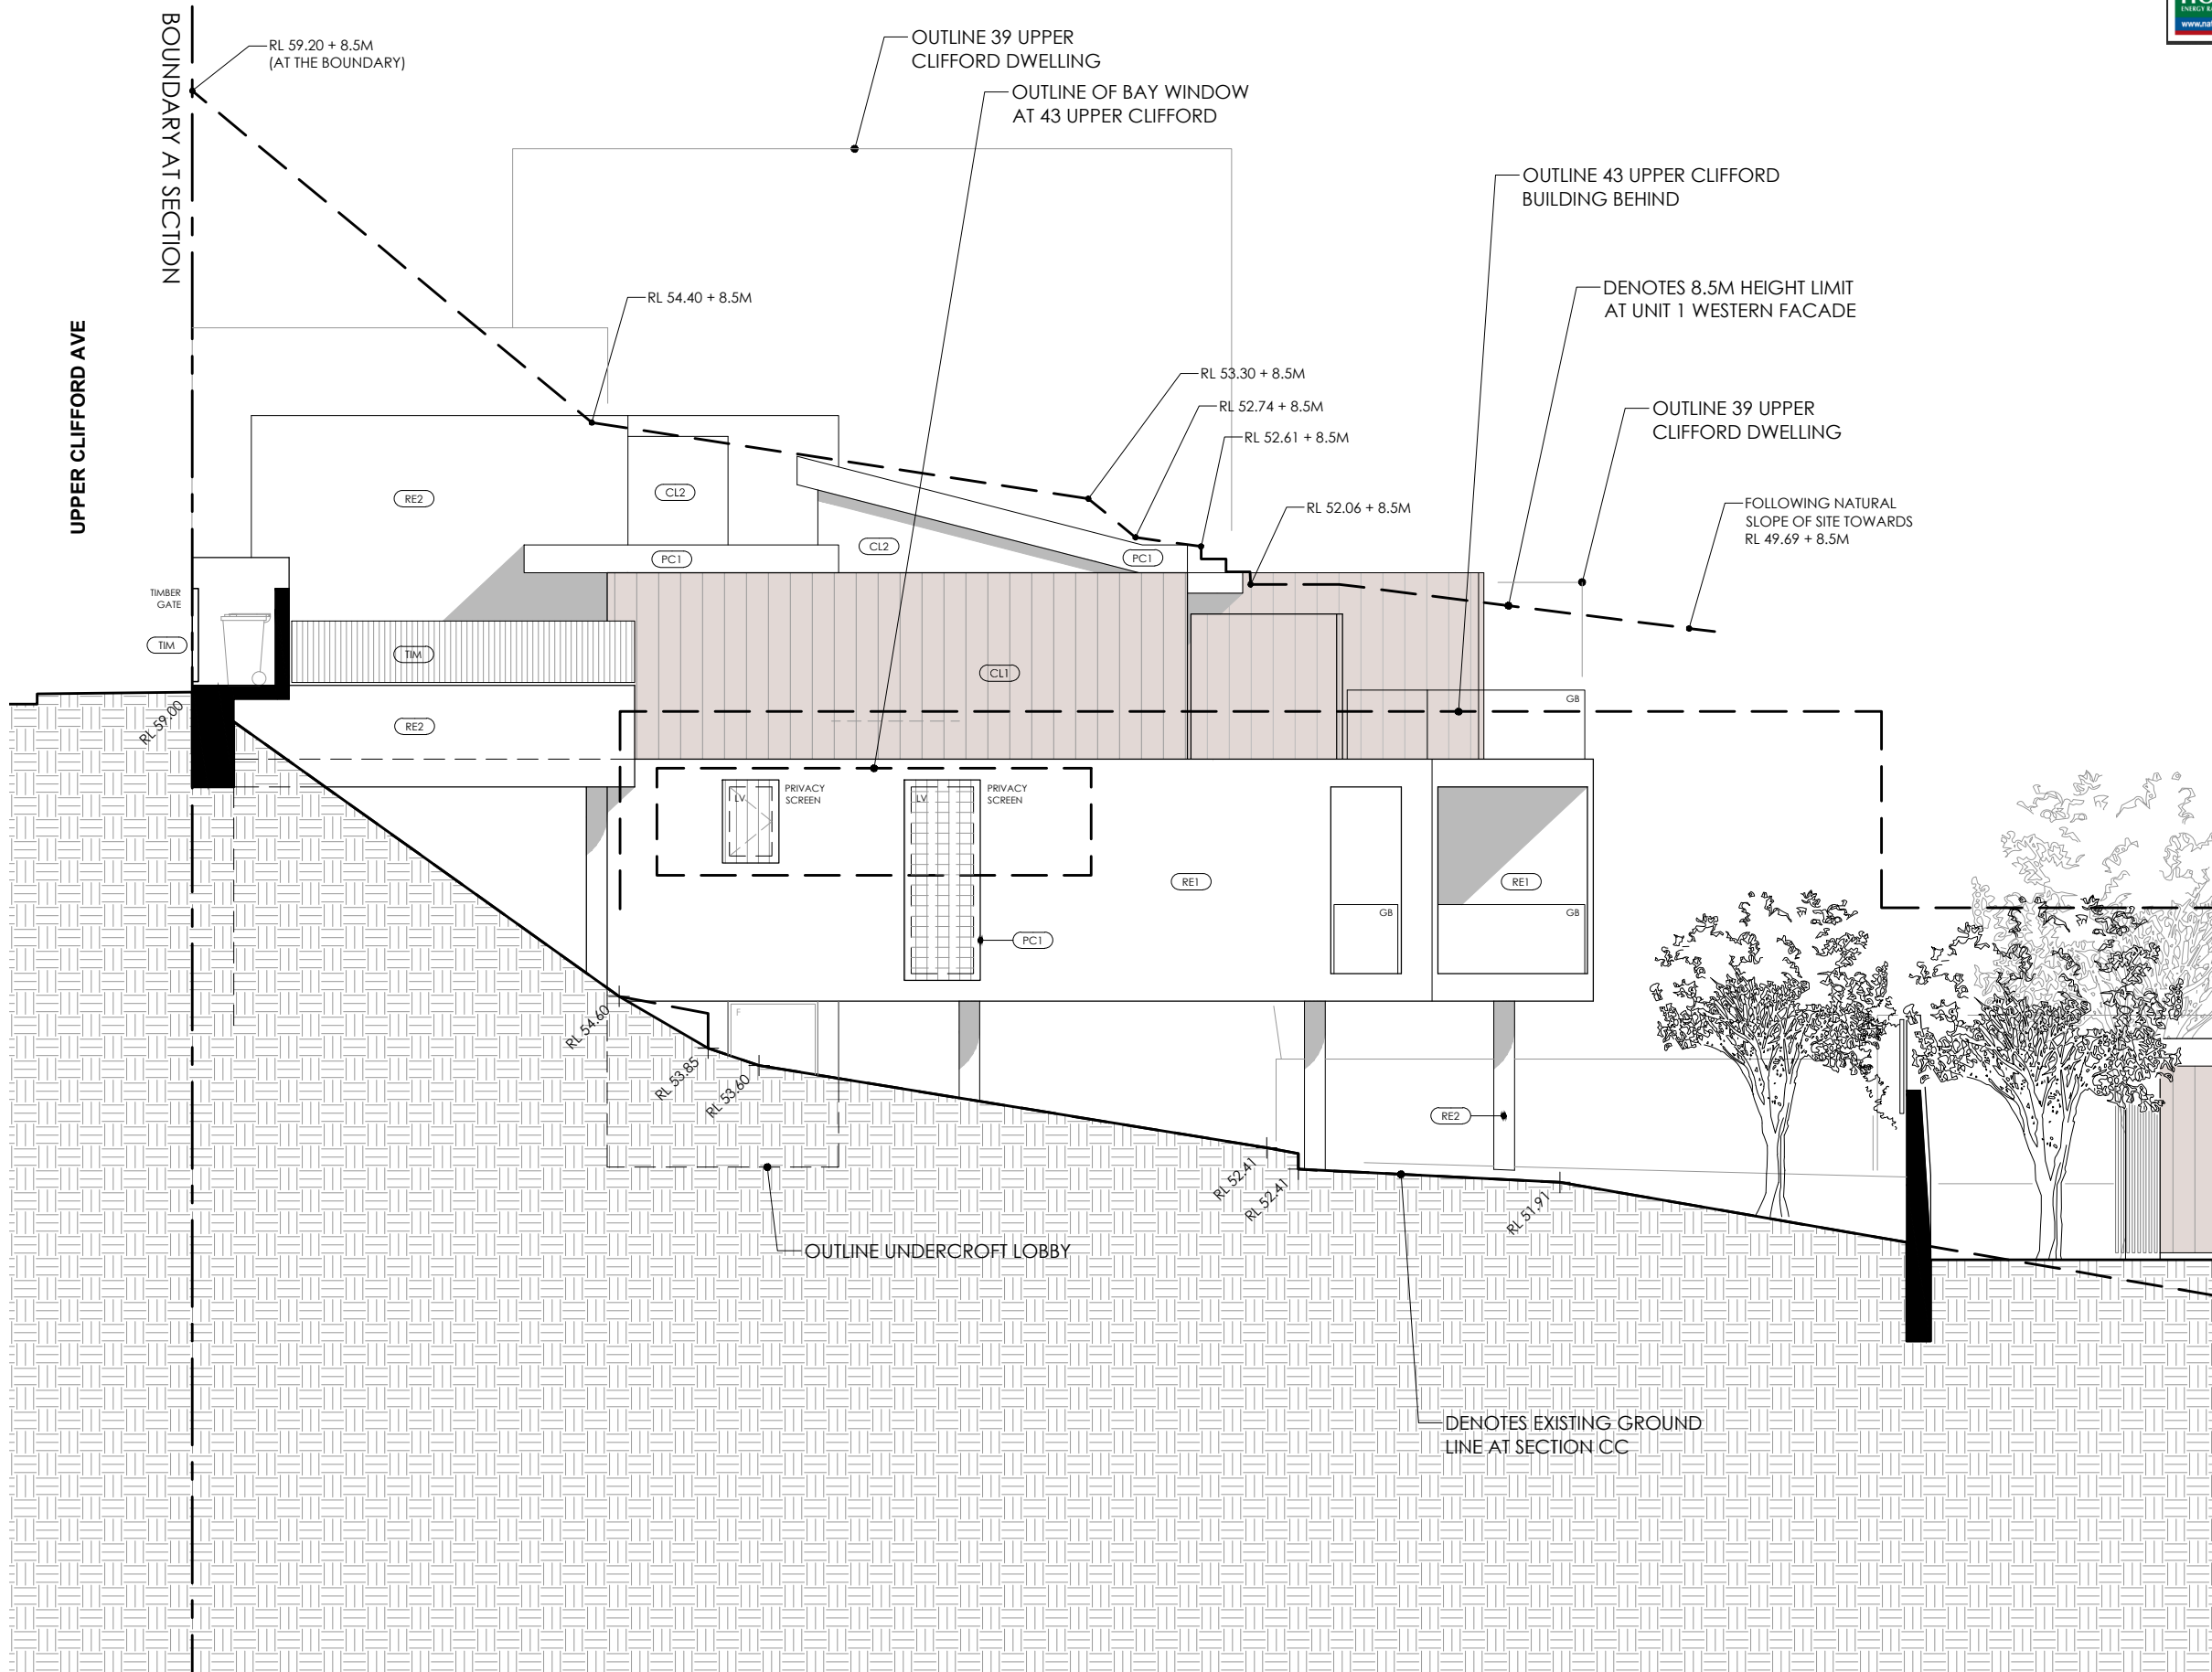 BOUNDARY AT SECTION
RL 59.20 + 8.5M
(AT THE BOUNDARY)
OUTLINE 39 UPPER
CLIFFORD DWELLING
OUTLINE OF BAY WINDOW
AT 43 UPPER CLIFFORD
OUTLINE 43 UPPER CLIFFORD
BUILDING BEHIND
DENOTES 8.5M HEIGHT LIMIT
AT UNIT 1 WESTERN FACADE
RL 54.40 + 8.5M
UPPER CLIFFORD AVE
RL 53.30 + 8.5M
RL 52.74 + 8.5M
RL 52.61 + 8.5M
OUTLINE 39 UPPER
CLIFFORD DWELLING
RE2
CL2
RL 52.06 + 8.5M
FOLLOWING NATURAL
SLOPE OF SITE TOWARDS
RL 49.69 + 8.5M
CL2
PC1
PC1
TIMBER
GATE
TIM
TIM
CL1
GB
RL 59.00
RE2
LV
PRIVACY
SCREEN
LV
PRIVACY
SCREEN
RE1
RE1
GB
GB
PC1
F
RL 54.60
RL 53.85
RL 53.60
RE2
RL 52.41
RL 52.41
RL 51.91
OUTLINE UNDERCROFT LOBBY
DENOTES EXISTING GROUND
LINE AT SECTION CC